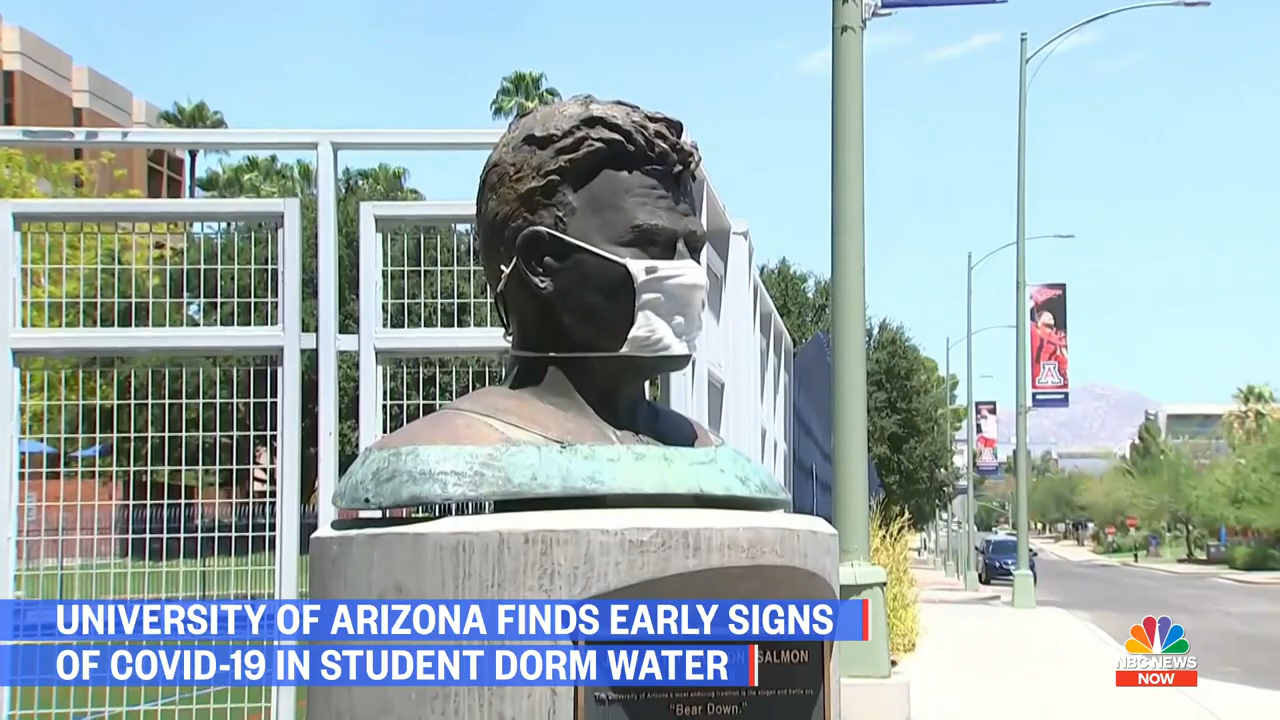 A
UNIVERSITY OF ARIZONA FINDS EARLY SIGNS
OF COVID-19 IN STUDENT DORM WATER
SALMON
The University of Arizona's most enduring tradition is the slogan and battle cry,
"Bear Down."
NBC NEWS
NOW